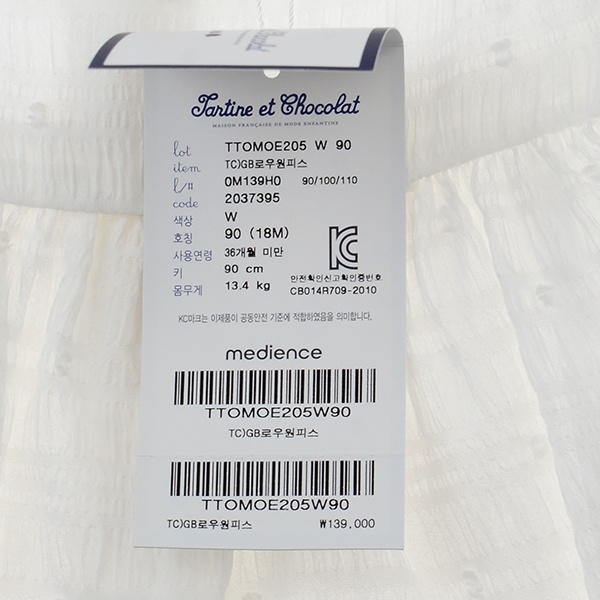 Tartine et Chocolat
MAISON FRANÇAISE DE MODE ENFANTINE
lot TTOMOE205 W 90
item TC)GB로우원피스
l/# 0M139H0 90/100/110
code 2037395
색상 W
호칭 90 (18M)
사용연령 36개월 미만
키 90 cm
몸무게 13.4 kg
안전확인신고확인증번호
CB014R709-2010
KC마크는 이제품이 공동안전 기준에 적합하였음을 의미합니다.
medience
TTOMOE205W90
TC)GB로우원피스
TTOMOE205W90
TC)GB로우원피스 ₩139,000